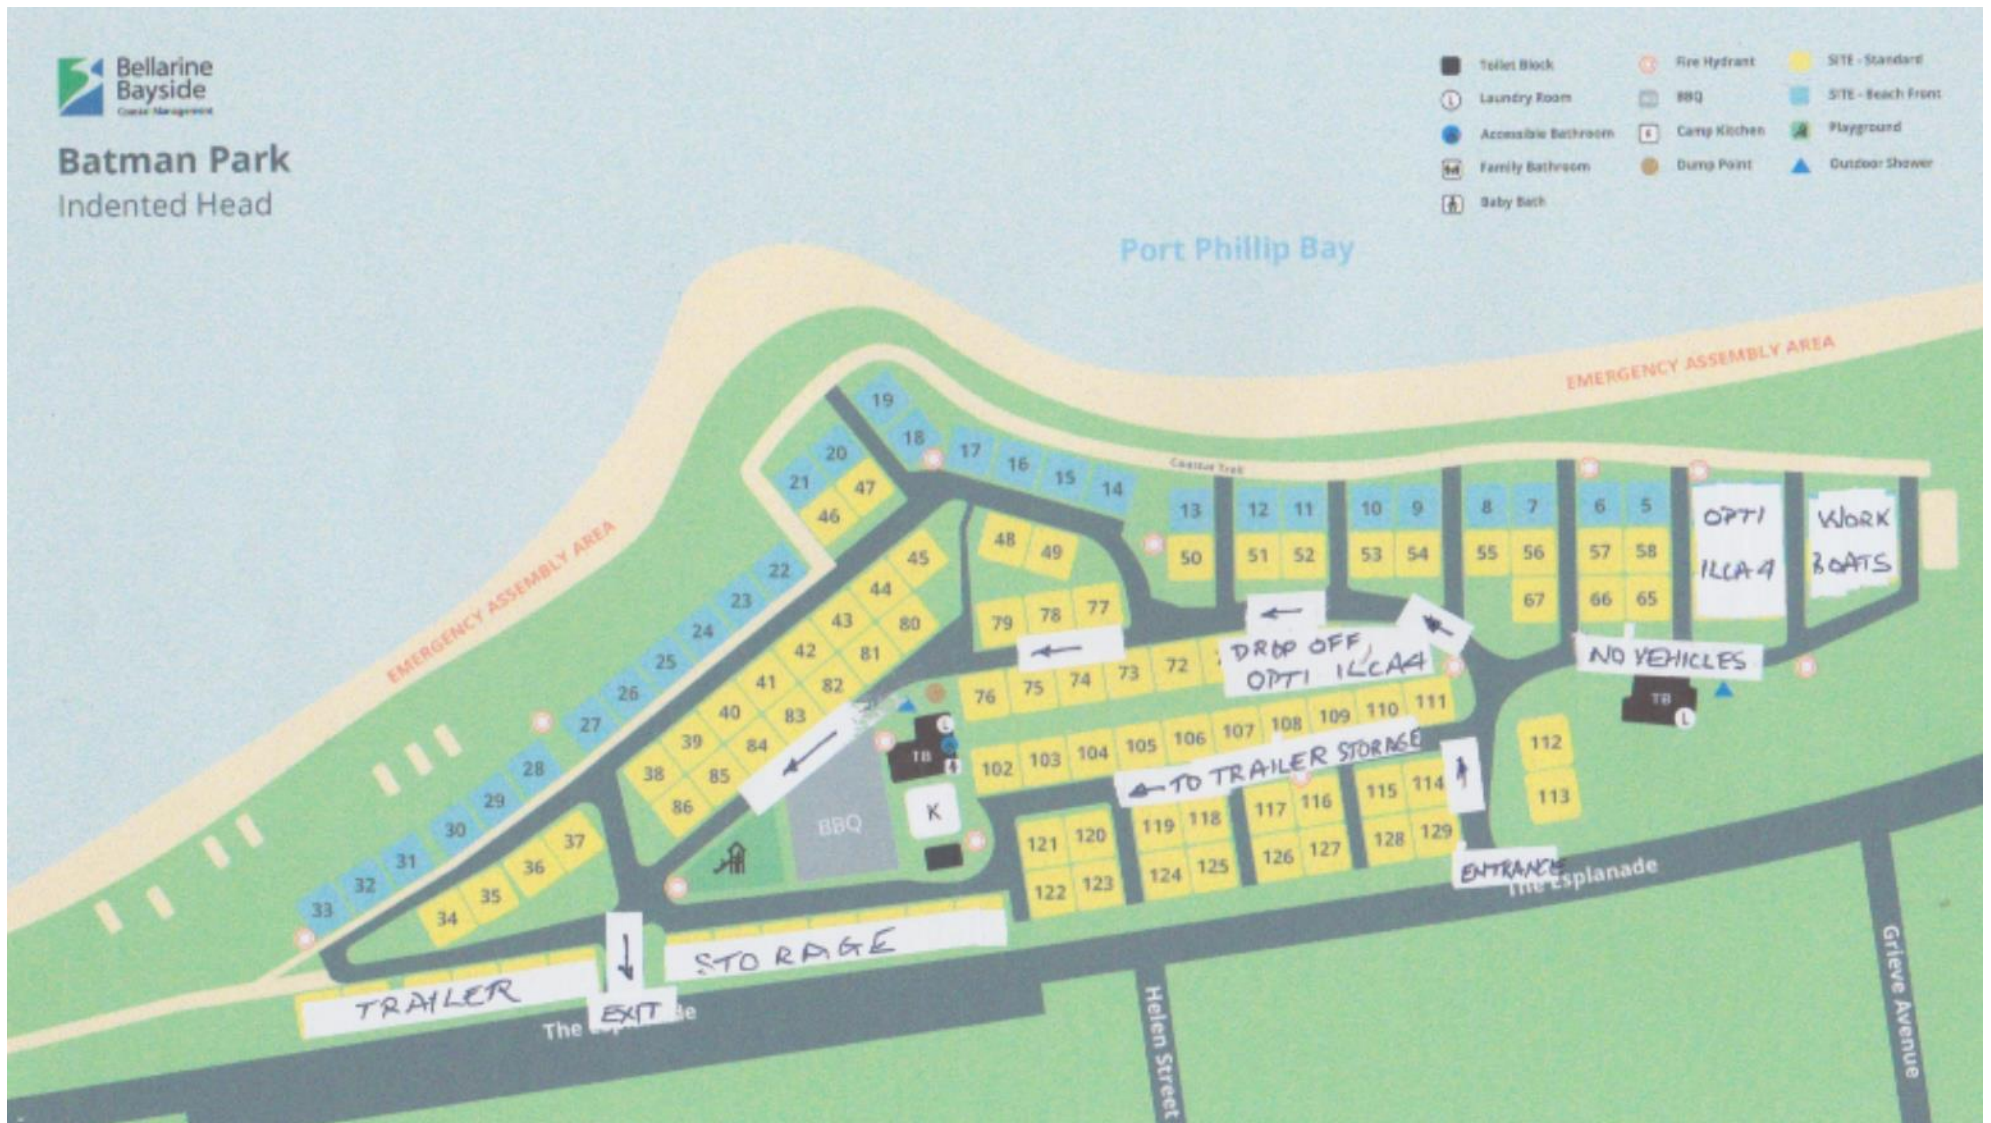 Bellarine
Bayside
Coastal Management
Batman Park
Indented Head
Toilet Block
Laundry Room
Accessible Bathroom
Family Bathroom
Baby Bath
Fire Hydrant
BBQ
Camp Kitchen
Dump Point
SITE - Standard
SITE - Beach Front
Playground
Outdoor Shower
Port Phillip Bay
EMERGENCY ASSEMBLY AREA
EMERGENCY ASSEMBLY AREA
Coastal Trail
19
18
17
16
15
14
20
21
47
46
13
12
11
10
9
8
7
6
5
50
51
52
53
54
55
56
57
58
67
66
65
OPTI
ILCA4
WORK
BOATS
48
49
45
44
43
80
42
81
41
82
40
83
39
84
38
85
86
22
23
24
25
26
27
28
29
30
31
32
33
79
78
77
←
←
DROP OFF,
OPTI ILCA4
NO VEHICLES
TB
L
76
75
74
73
72
111
110
109
108
107
106
105
104
103
102
← TO TRAILER STORAGE
112
113
L
TB
K
BBQ
121
120
119
118
117
116
115
114
122
123
124
125
126
127
128
129
ENTRANCE
The Esplanade
37
36
35
34
TRAILER
STORAGE
EXIT
The
de
Helen Street
Grieve Avenue